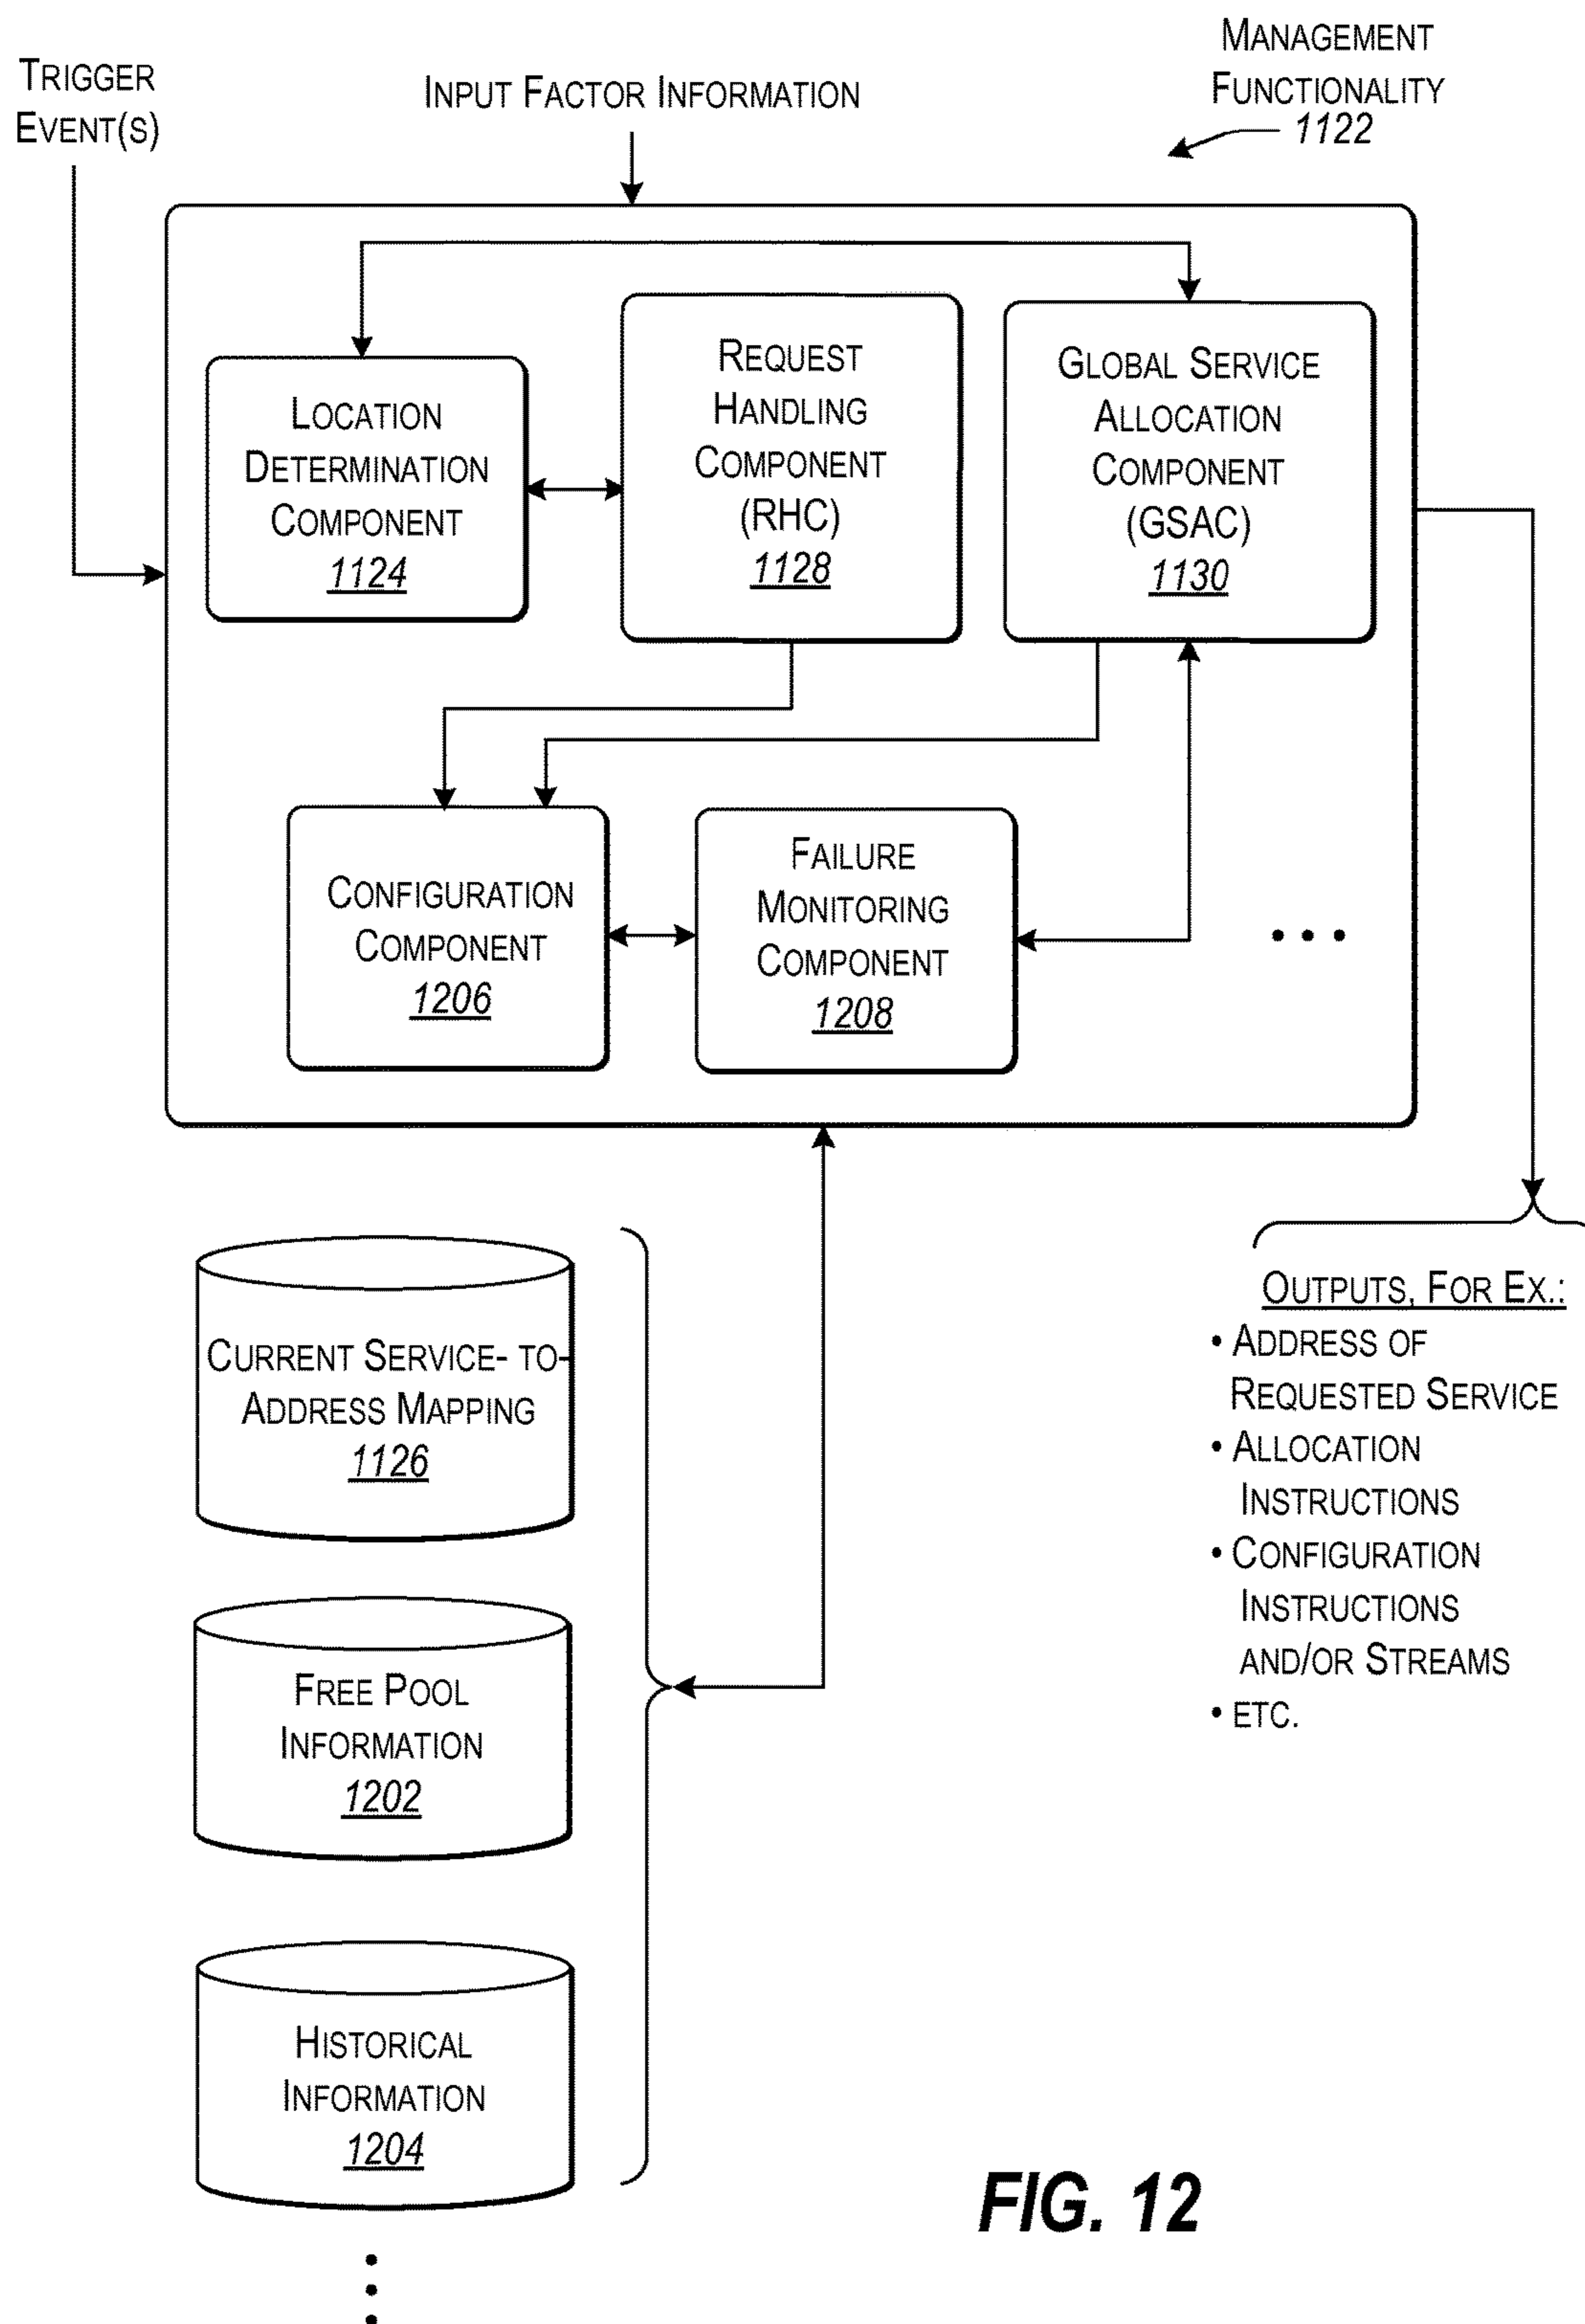 TRIGGER
EVENT(S)
INPUT FACTOR INFORMATION
MANAGEMENT
FUNCTIONALITY
1122
LOCATION
DETERMINATION
COMPONENT
1124
REQUEST
HANDLING
COMPONENT
(RHC)
1128
GLOBAL SERVICE
ALLOCATION
COMPONENT
(GSAC)
1130
CONFIGURATION
COMPONENT
1206
FAILURE
MONITORING
COMPONENT
1208
• • •
CURRENT SERVICE- TO-
ADDRESS MAPPING
1126
FREE POOL
INFORMATION
1202
HISTORICAL
INFORMATION
1204
OUTPUTS, FOR EX.:
• ADDRESS OF
REQUESTED SERVICE
• ALLOCATION
INSTRUCTIONS
• CONFIGURATION
INSTRUCTIONS
AND/OR STREAMS
• ETC.
FIG. 12